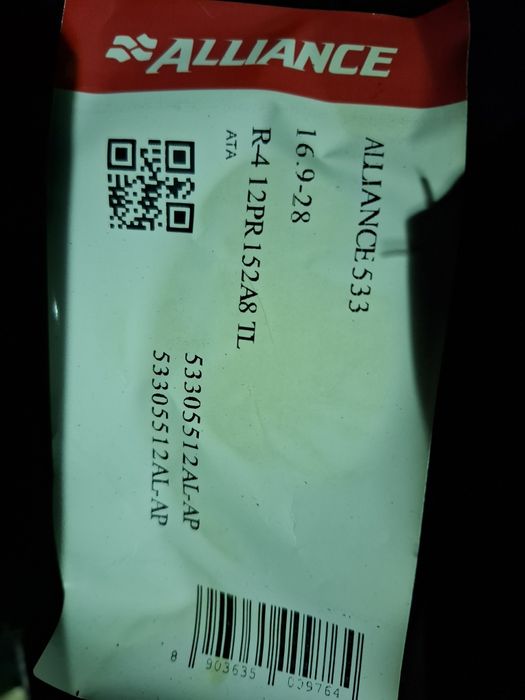 ALLIANCE
ALLIANCE 533
16.9-28
R-4 12PR 152A8 TL
ATA
53305512AL-AP
53305512AL-AP
8 903635 009764